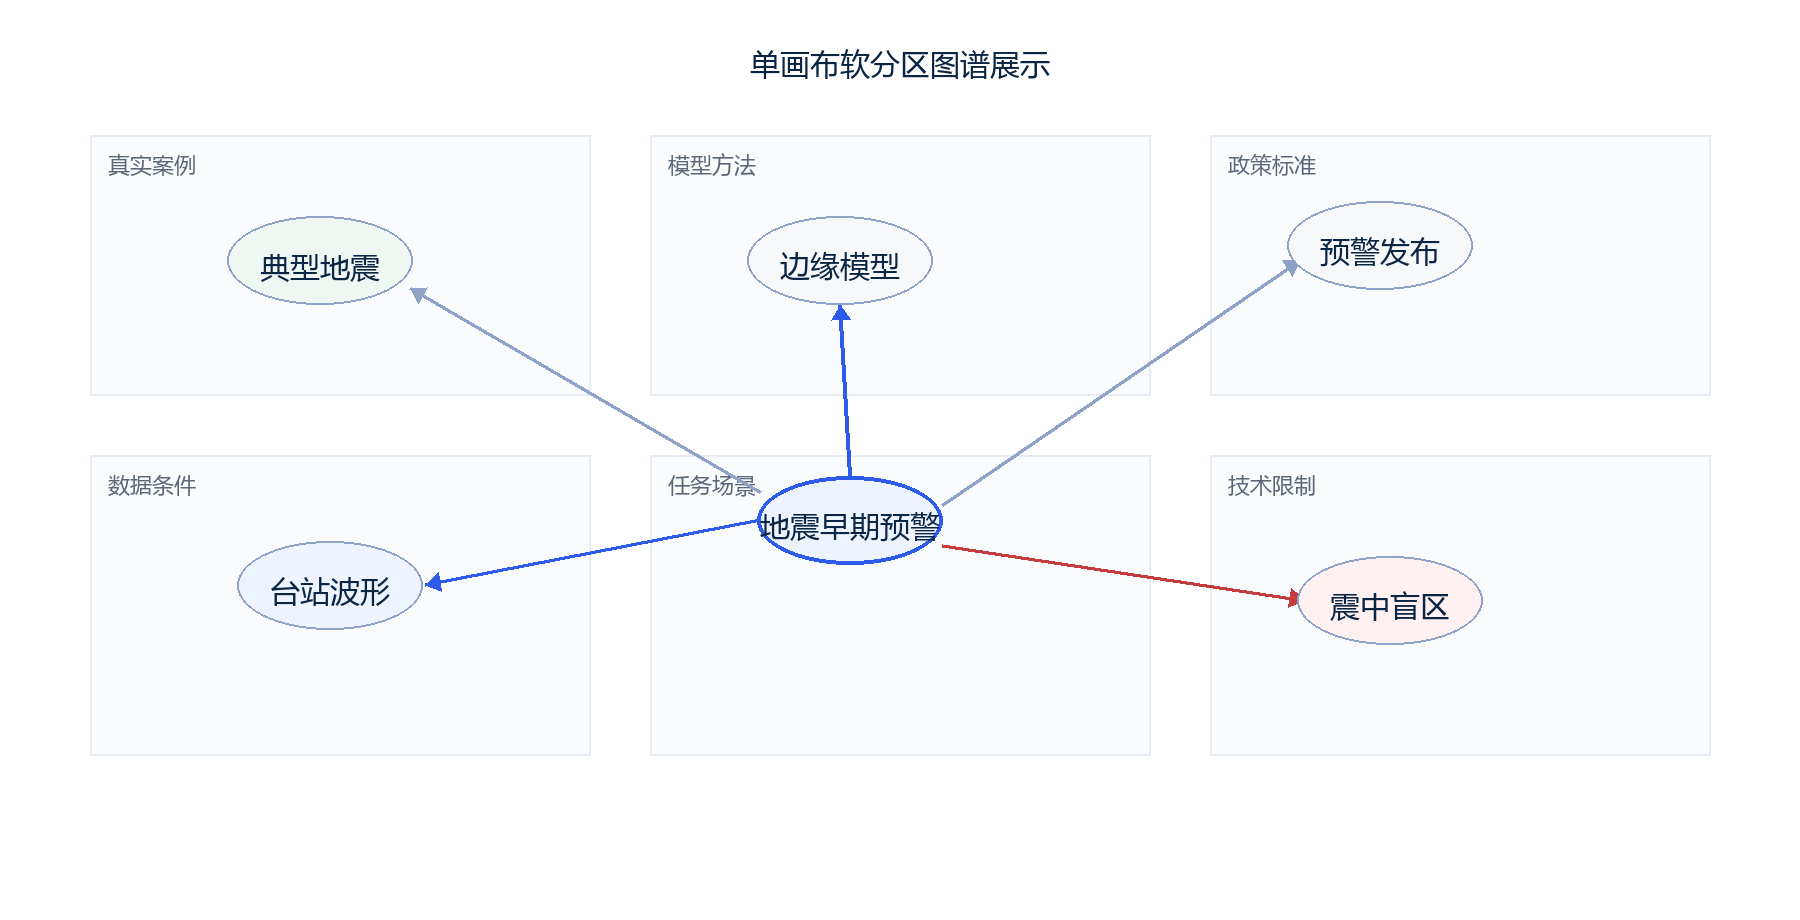 单画布软分区图谱展示
真实案例
模型方法
政策标准
典型地震
边缘模型
预警发布
数据条件
任务场景
技术限制
地震早期预警
台站波形
震中盲区